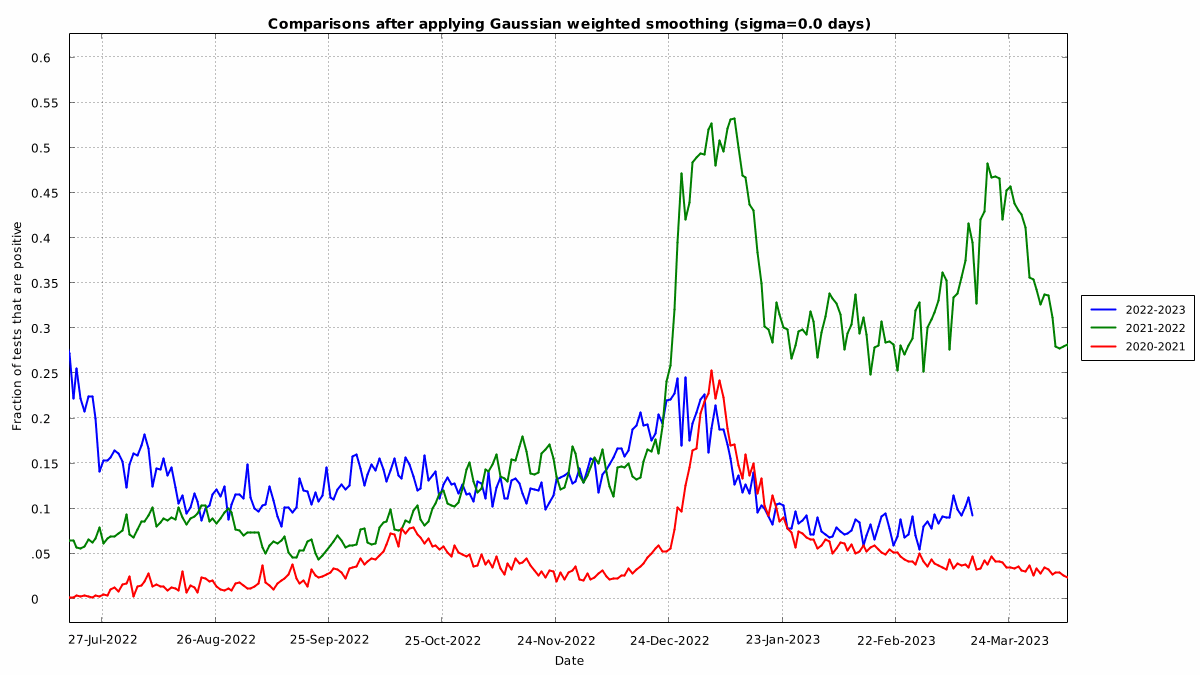 Comparisons after applying Gaussian weighted smoothing (sigma=0.0 days)
0.6
0.55
0.5
0.45
0.4
0.35
0.3
0.25
0.2
0.15
0.1
.05
0
Fraction of tests that are positive
27-Jul-2022
26-Aug-2022
25-Sep-2022
25-Oct-2022
24-Nov-2022
24-Dec-2022
23-Jan-2023
22-Feb-2023
24-Mar-2023
Date
2022-2023
2021-2022
2020-2021